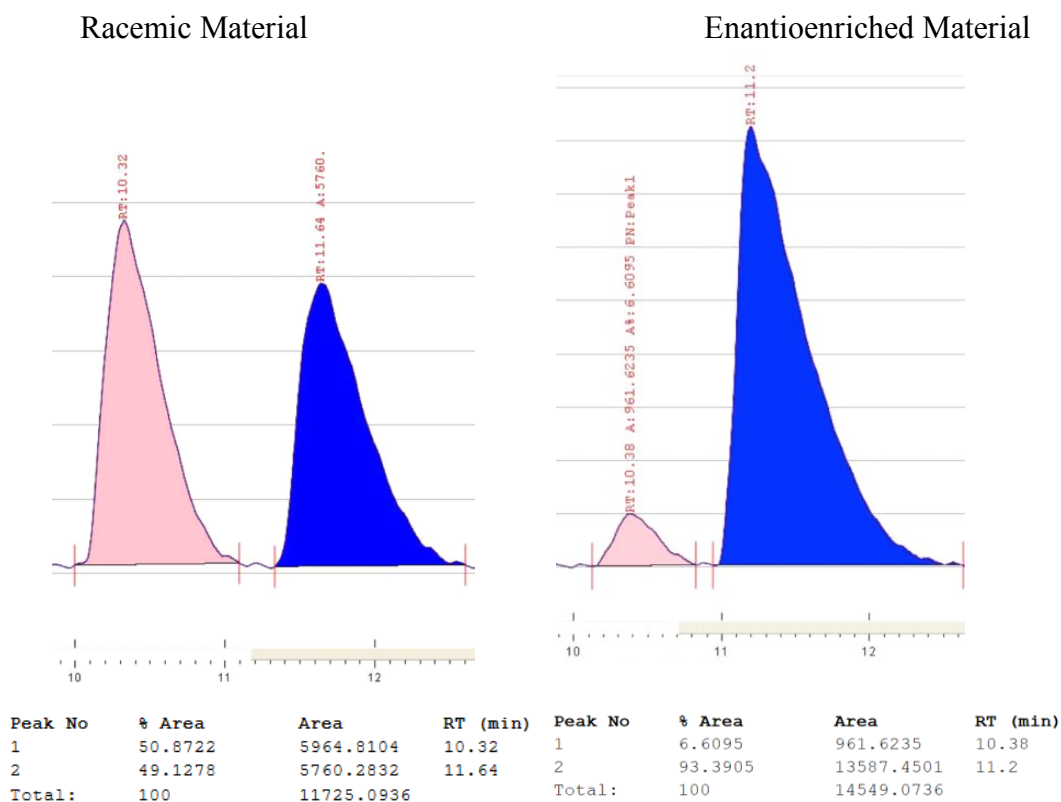 Racemic Material
Enantioenriched Material
RT:10.32
RT:11.64 A:5760.
10 11 12
Peak No % Area Area RT (min)
1 50.8722 5964.8104 10.32
2 49.1278 5760.2832 11.64
Total: 100 11725.0936
RT:10.38 A:961.6235 A%:6.6095 PN:Peak1
RT:11.2
10 11 12
Peak No % Area Area RT (min)
1 6.6095 961.6235 10.38
2 93.3905 13587.4501 11.2
Total: 100 14549.0736